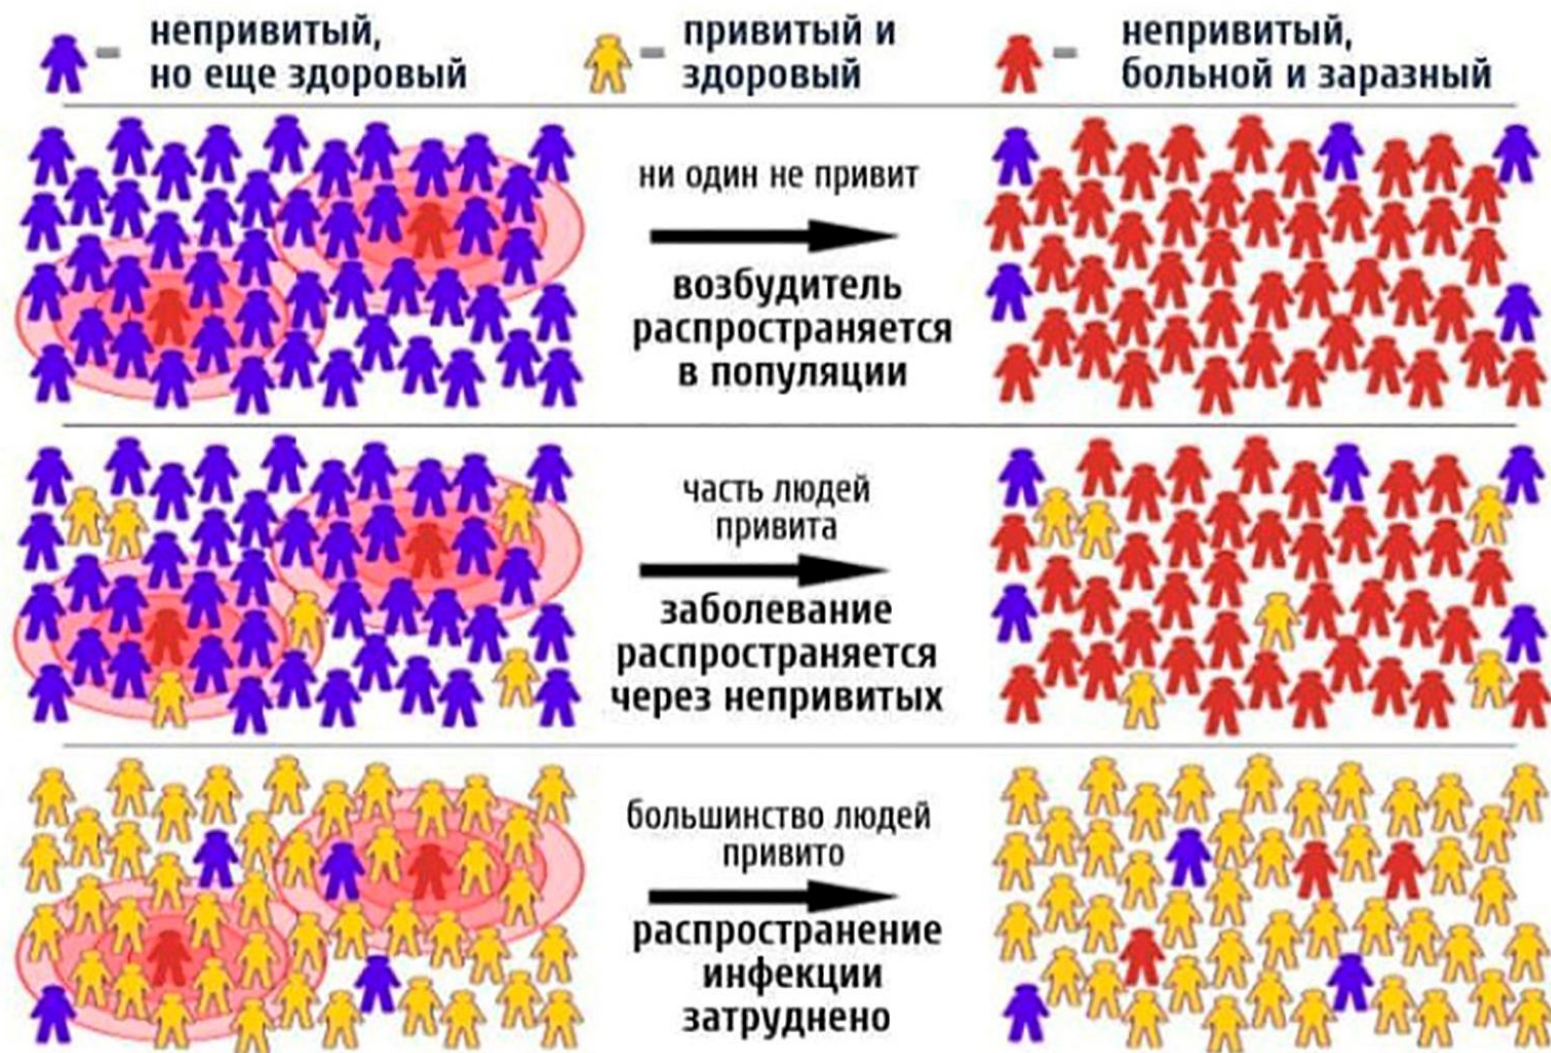 непривитый,
но еще здоровый
привитый и
здоровый
непривитый,
больной и заразный
ни один не привит
возбудитель
распространяется
в популяции
часть людей
привита
заболевание
распространяется
через непривитых
большинство людей
привито
распространение
инфекции
затруднено